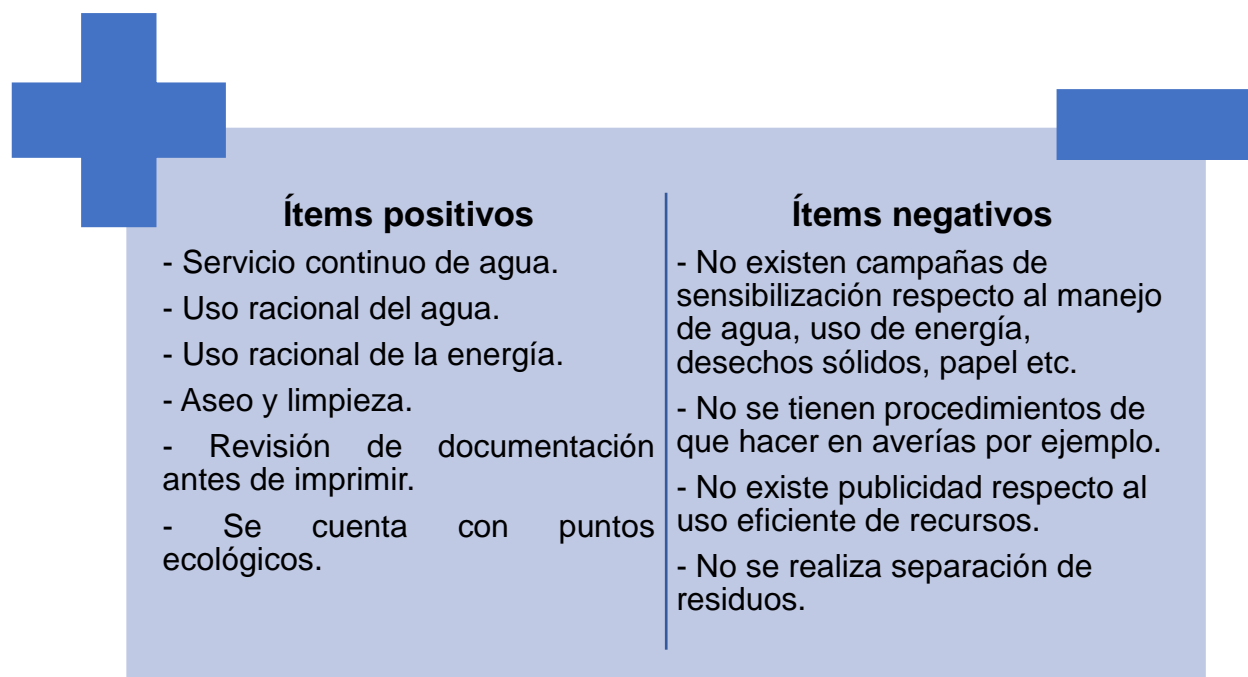 Ítems positivos
- Servicio continuo de agua.
- Uso racional del agua.
- Uso racional de la energía.
- Aseo y limpieza.
- Revisión de documentación
antes de imprimir.
- Se cuenta con puntos
ecológicos.
Ítems negativos
- No existen campañas de
sensibilización respecto al manejo
de agua, uso de energía,
desechos sólidos, papel etc.
- No se tienen procedimientos de
que hacer en averías por ejemplo.
- No existe publicidad respecto al
uso eficiente de recursos.
- No se realiza separación de
residuos.